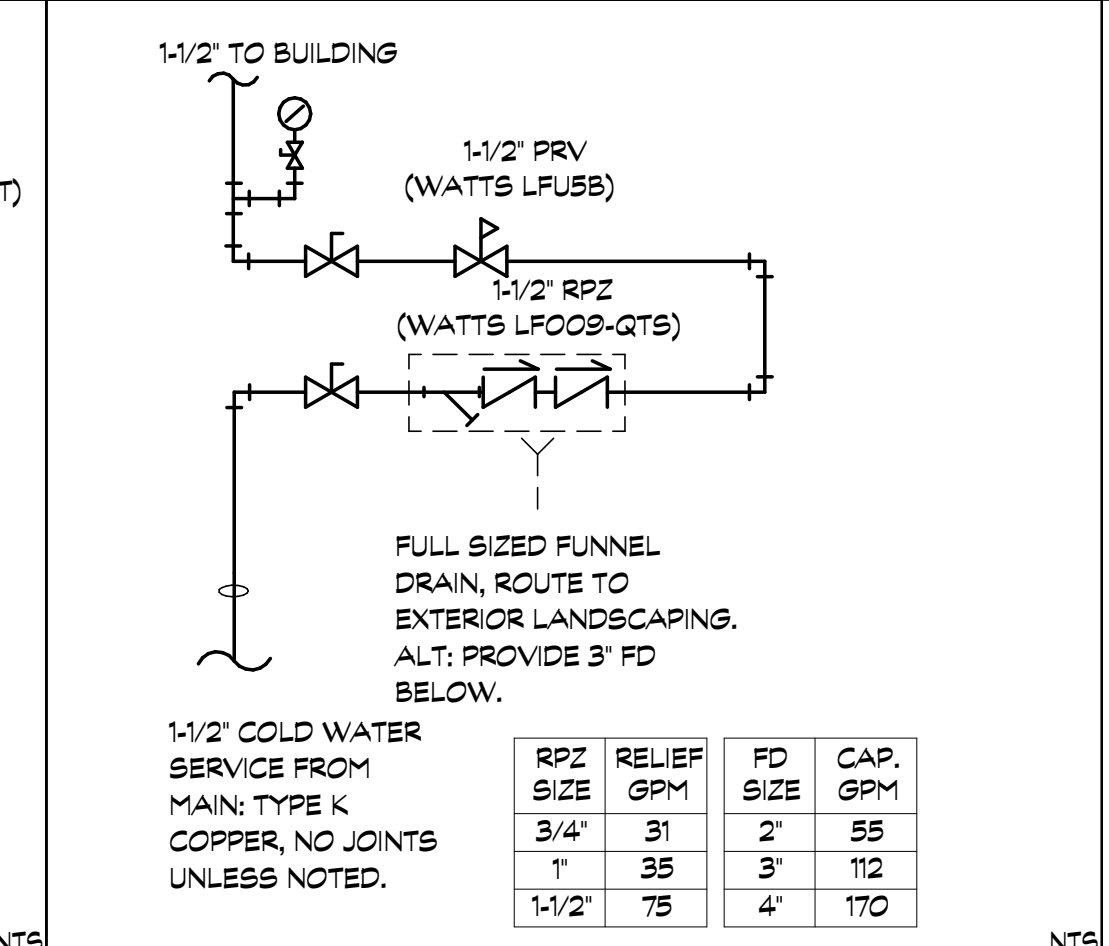 1-1/2" TO BUILDING
T)
1-1/2" PRV
(WATTS LFU5B)
1-1/2" RPZ
(WATTS LF009-QTS)
FULL SIZED FUNNEL
DRAIN, ROUTE TO
EXTERIOR LANDSCAPING.
ALT: PROVIDE 3" FD
BELOW.
1-1/2" COLD WATER
SERVICE FROM
MAIN: TYPE K
COPPER, NO JOINTS
UNLESS NOTED.
RPZ SIZE RELIEF GPM
3/4" 31
1" 35
1-1/2" 75
FD SIZE CAP. GPM
2" 55
3" 112
4" 170
NTS
NTS